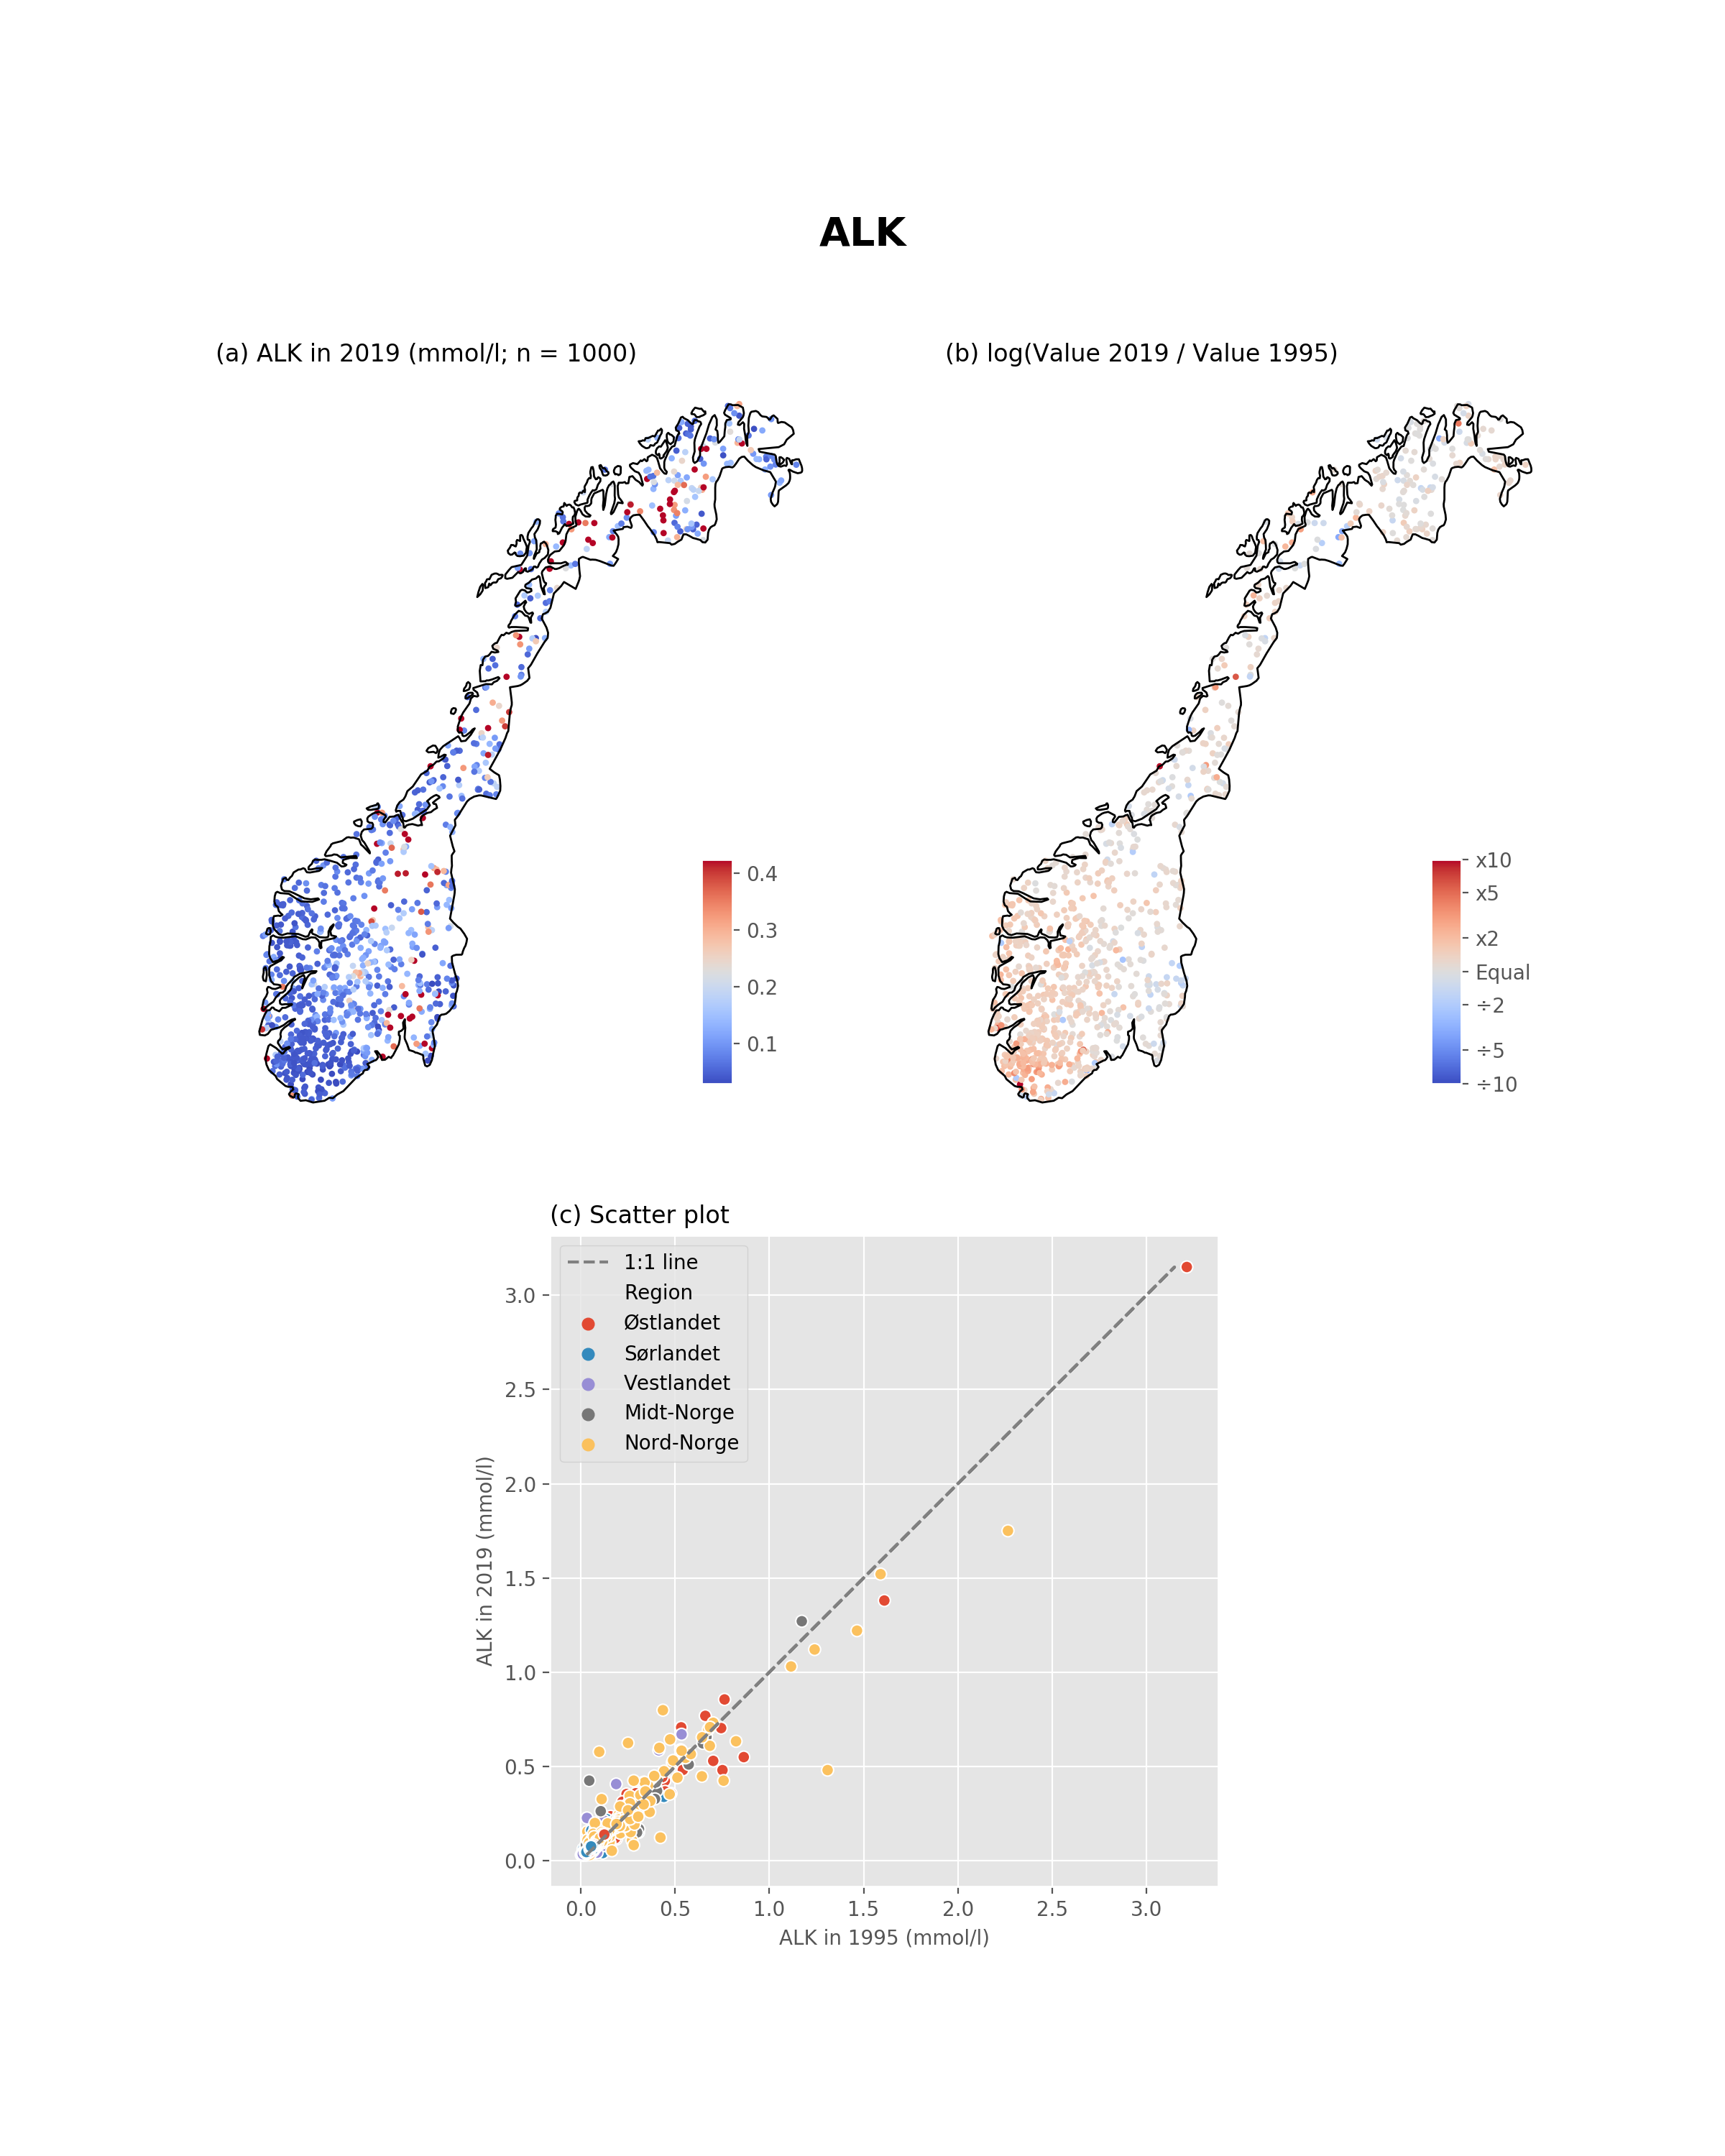 ALK
(a) ALK in 2019 (mmol/l; n = 1000)
(b) log(Value 2019 / Value 1995)
0.4
0.3
0.2
0.1
x10
x5
x2
Equal
÷2
÷5
÷10
(c) Scatter plot
1:1 line
Region
Østlandet
Sørlandet
Vestlandet
Midt-Norge
Nord-Norge
ALK in 2019 (mmol/l)
3.0
2.5
2.0
1.5
1.0
0.5
0.0
0.0 0.5 1.0 1.5 2.0 2.5 3.0
ALK in 1995 (mmol/l)